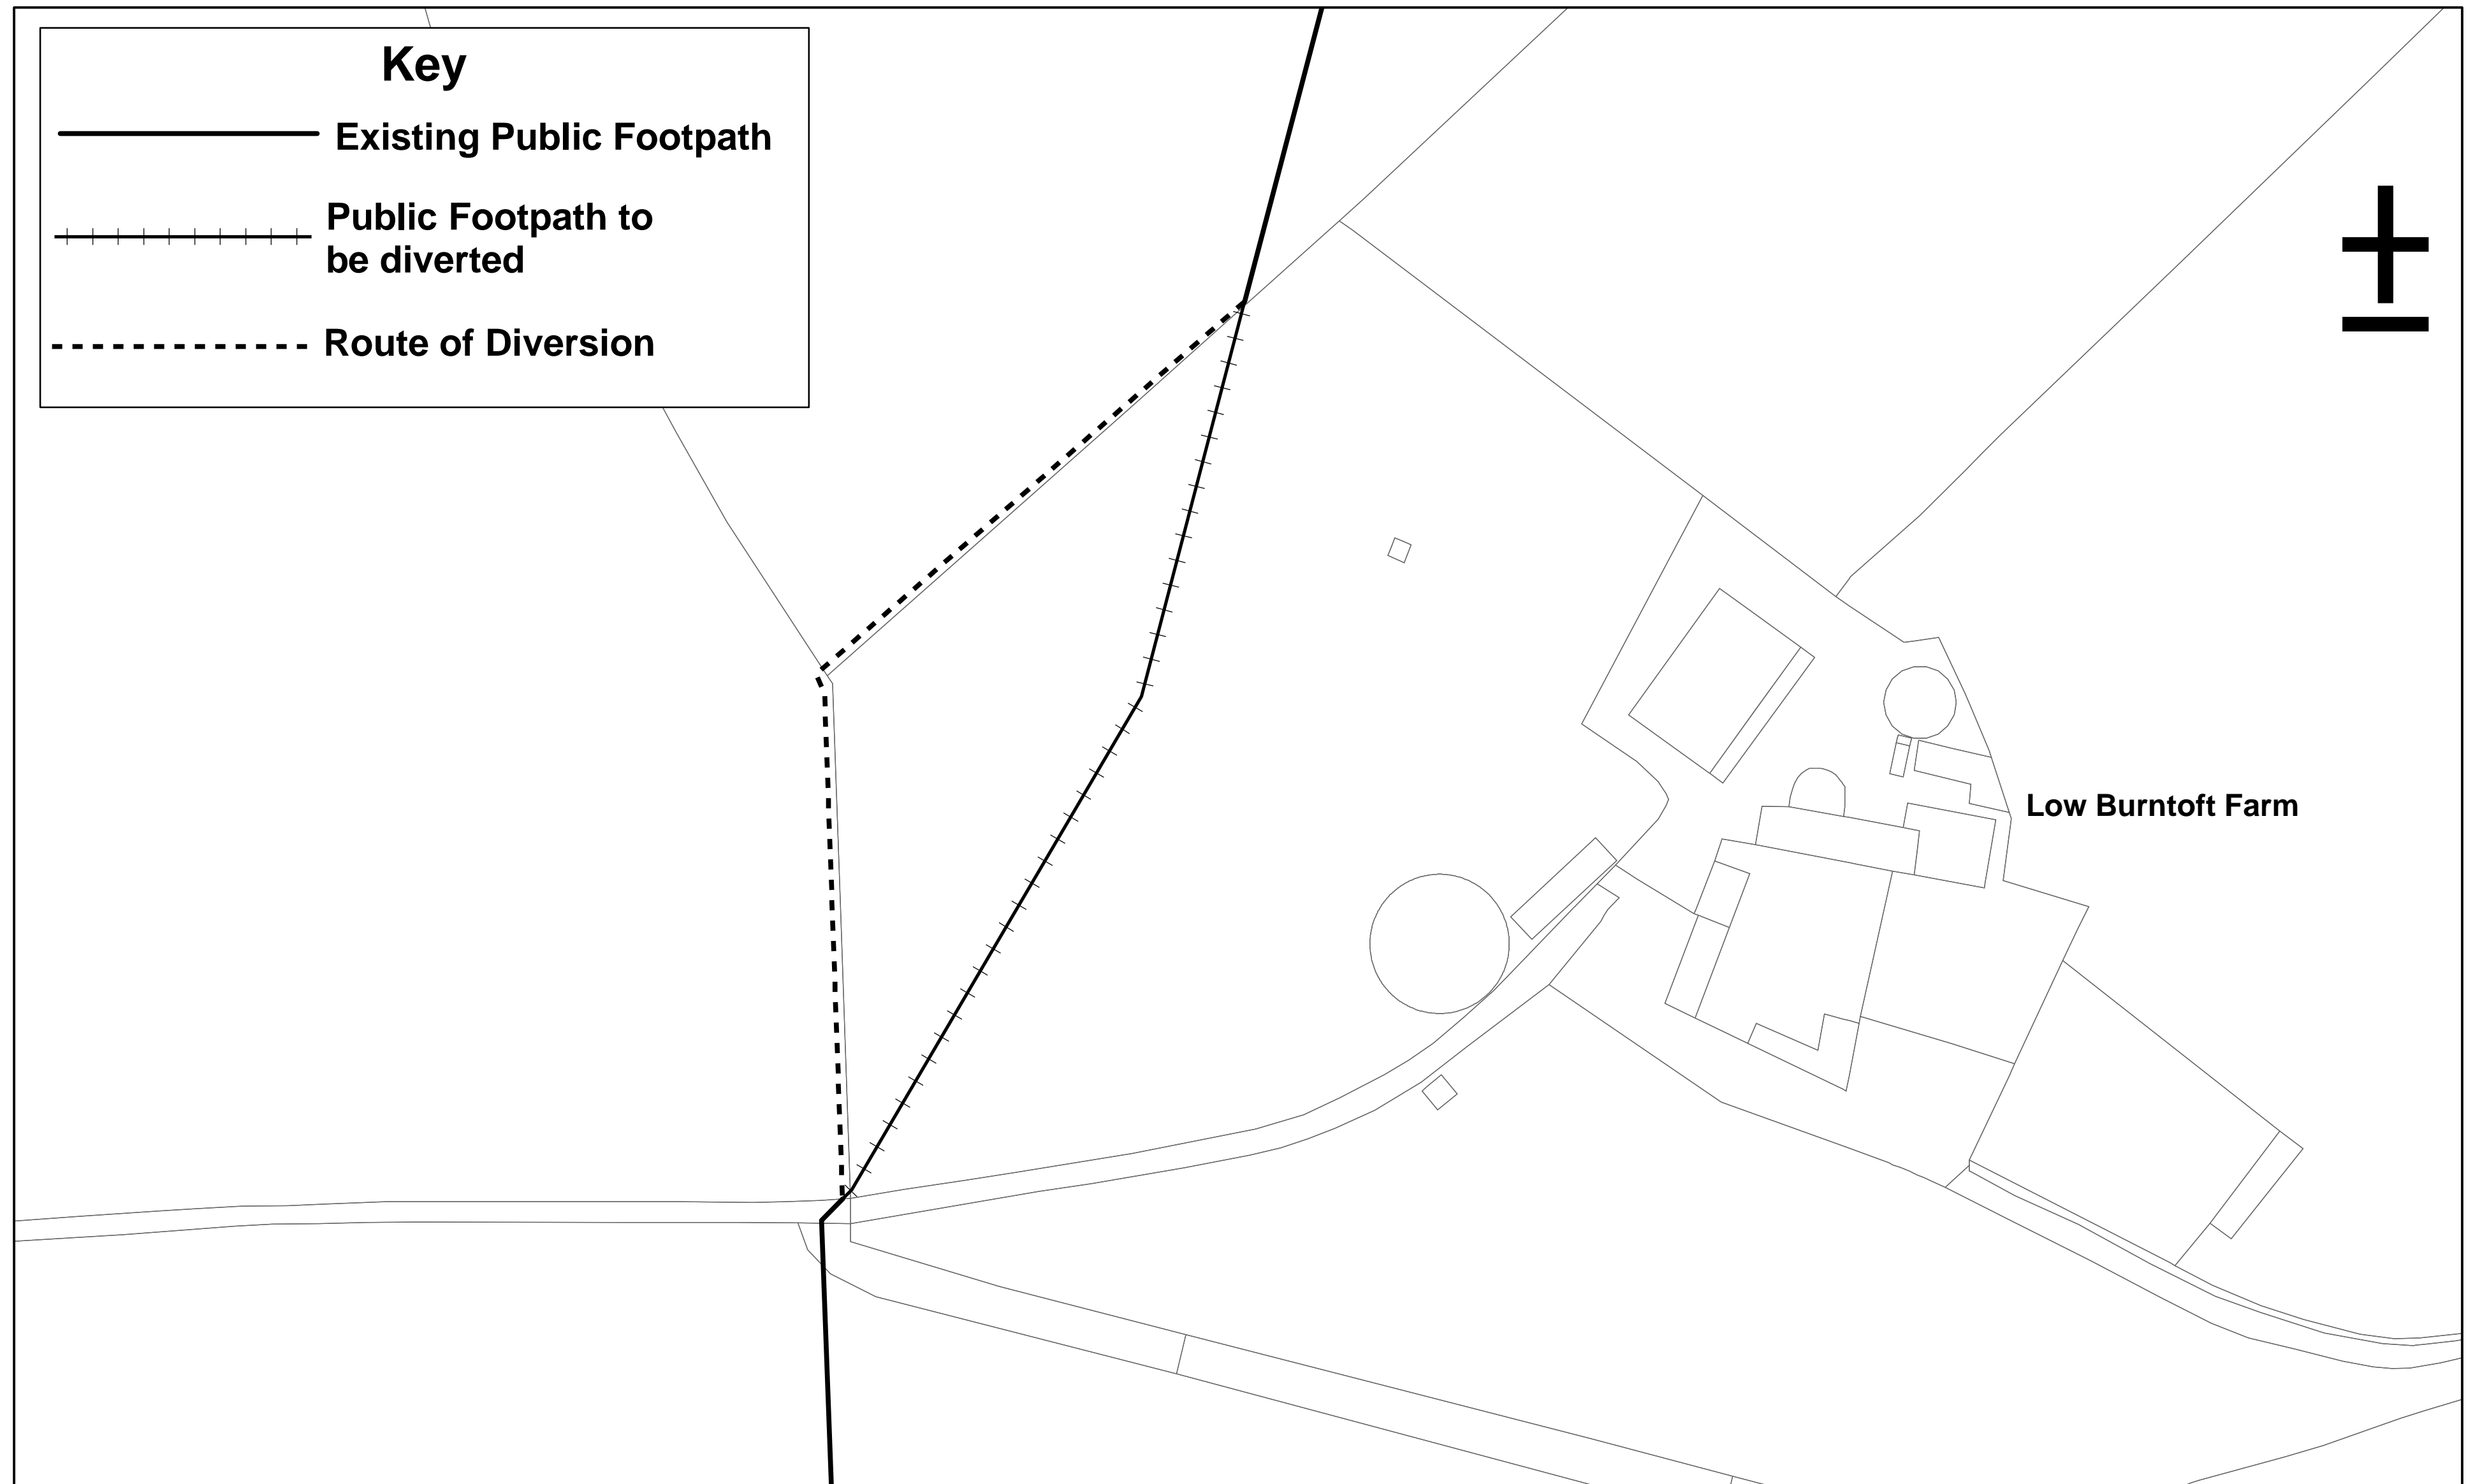 Key
Existing Public Footpath
Public Footpath to
be diverted
Route of Diversion
Low Burntoft Farm